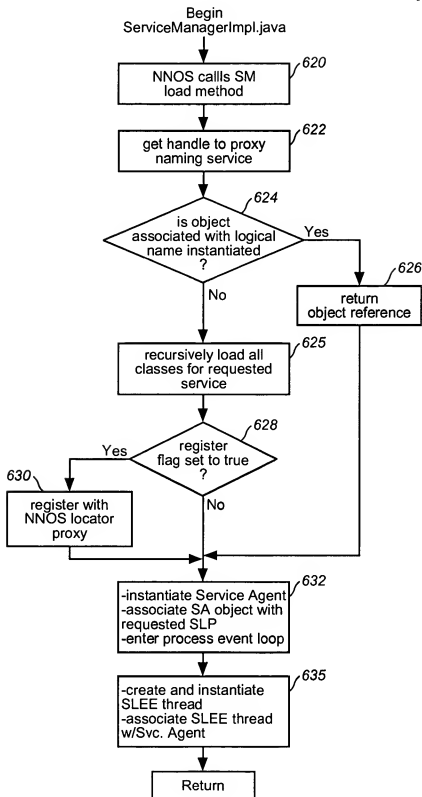 Begin
ServiceManagerImpl.java
620
NNOS callls SM
load method
622
get handle to proxy
naming service
624
is object
associated with logical
name instantiated
?
Yes
626
return
object reference
No
625
recursively load all
classes for requested
service
628
register
flag set to true
?
Yes
630
register with
NNOS locator
proxy
No
632
-instantiate Service Agent
-associate SA object with
requested SLP
-enter process event loop
635
-create and instantiate
SLEE thread
-associate SLEE thread
w/Svc. Agent
Return